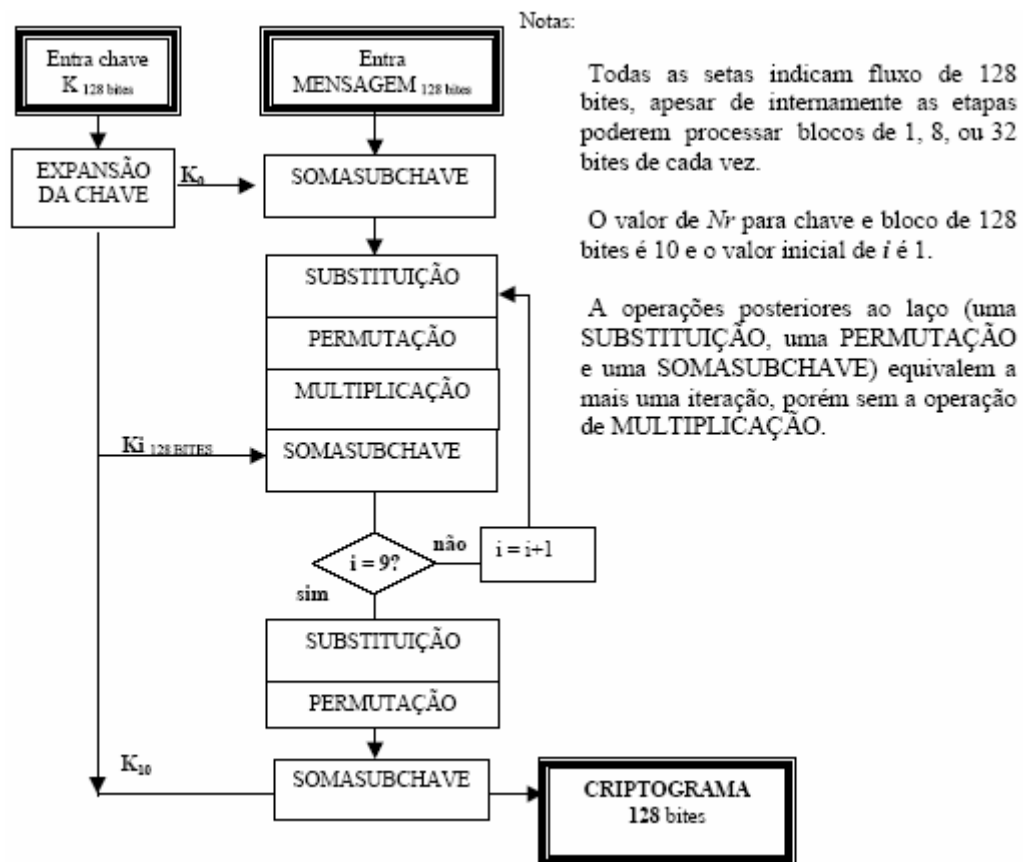 Notas:
Entra chave
K 128 bites
Entra
MENSAGEM 128 bites
Todas as setas indicam fluxo de 128
bites, apesar de internamente as etapas
poderem processar blocos de 1, 8, ou 32
bites de cada vez.
EXPANSÃO
DA CHAVE
K0
SOMASUBCHAVE
O valor de Nr para chave e bloco de 128
bites é 10 e o valor inicial de i é 1.
SUBSTITUIÇÃO
PERMUTAÇÃO
MULTIPLICAÇÃO
Ki 128 BITES
SOMASUBCHAVE
A operações posteriores ao laço (uma
SUBSTITUIÇÃO, uma PERMUTAÇÃO
e uma SOMASUBCHAVE) equivalem a
mais uma iteração, porém sem a operação
de MULTIPLICAÇÃO.
i = 9?
não
i = i+1
sim
SUBSTITUIÇÃO
PERMUTAÇÃO
K10
SOMASUBCHAVE
CRIPTOGRAMA
128 bites